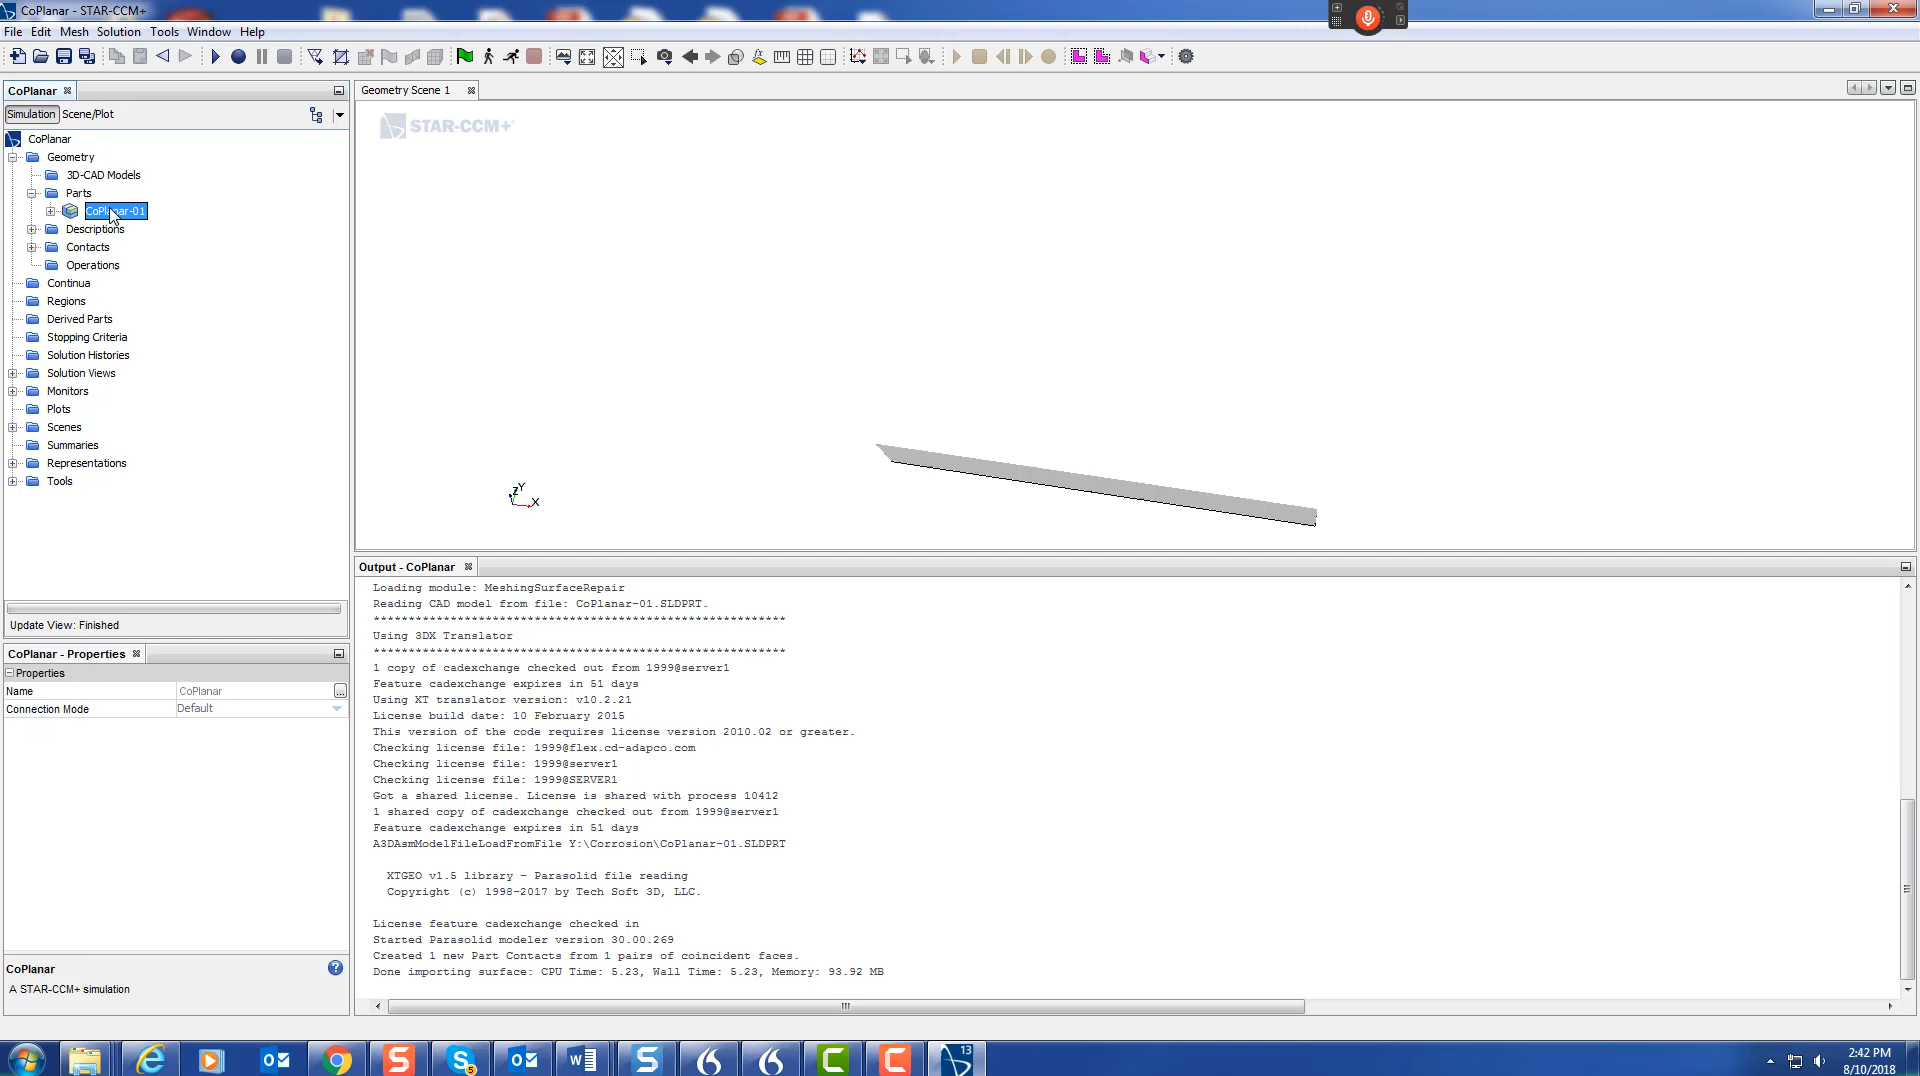 CoPlanar - STAR-CCM+
File Edit Mesh Solution Tools Window Help
CoPlanar
Simulation Scene/Plot
CoPlanar
Geometry
3D-CAD Models
Parts
CoPlanar-01
Descriptions
Contacts
Operations
Continua
Regions
Derived Parts
Stopping Criteria
Solution Histories
Solution Views
Monitors
Plots
Scenes
Summaries
Representations
Tools
Update View: Finished
CoPlanar - Properties
Properties
Name CoPlanar
Connection Mode Default
CoPlanar
A STAR-CCM+ simulation
Geometry Scene 1
STAR-CCM+
Y
Z
X
Output - CoPlanar
Loading module: MeshingSurfaceRepair
Reading CAD model from file: CoPlanar-01.SLDPRT.
***********************************************************
Using 3DX Translator
***********************************************************
1 copy of cadexchange checked out from 1999@server1
Feature cadexchange expires in 51 days
Using XT translator version: v10.2.21
License build date: 10 February 2015
This version of the code requires license version 2010.02 or greater.
Checking license file: 1999@flex.cd-adapco.com
Checking license file: 1999@server1
Checking license file: 1999@SERVER1
Got a shared license. License is shared with process 10412
1 shared copy of cadexchange checked out from 1999@server1
Feature cadexchange expires in 51 days
A3DAsmModelFileLoadFromFile Y:\Corrosion\CoPlanar-01.SLDPRT
XTGEO v1.5 library - Parasolid file reading
Copyright (c) 1998-2017 by Tech Soft 3D, LLC.
License feature cadexchange checked in
Started Parasolid modeler version 30.00.269
Created 1 new Part Contacts from 1 pairs of coincident faces.
Done importing surface: CPU Time: 5.23, Wall Time: 5.23, Memory: 93.92 MB
13
2:42 PM
8/10/2018